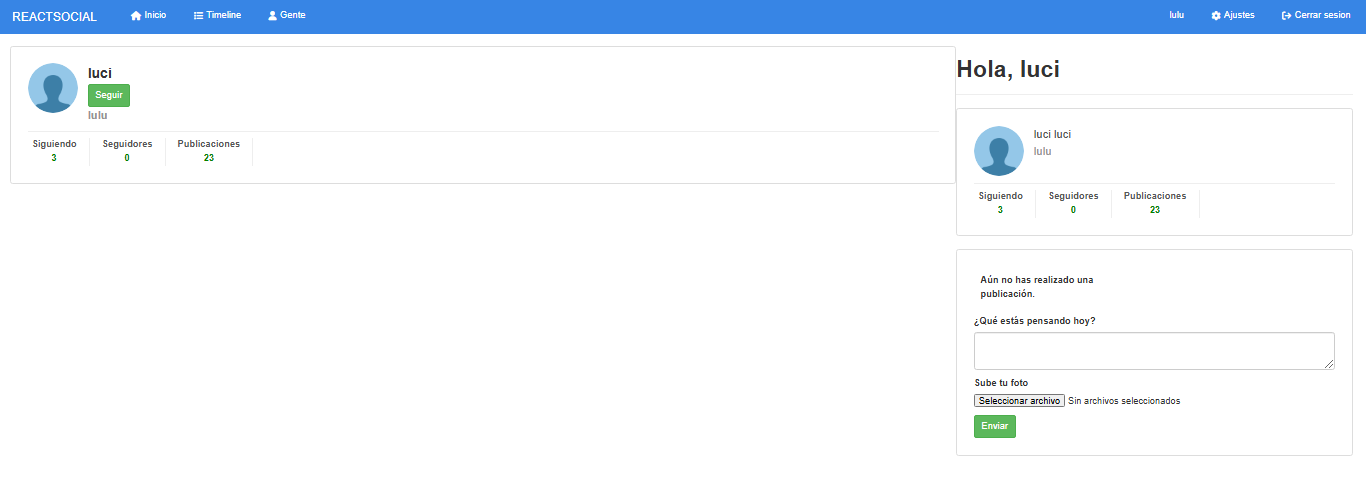 REACTSOCIAL Inicio Timeline Gente lulu Ajustes Cerrar sesion
luci
Seguir
lulu
Siguiendo Seguidores Publicaciones
3 0 23
Hola, luci
luci luci
lulu
Siguiendo Seguidores Publicaciones
3 0 23
Aún no has realizado una
publicación.
¿Qué estás pensando hoy?
Sube tu foto
Seleccionar archivo Sin archivos seleccionados
Enviar